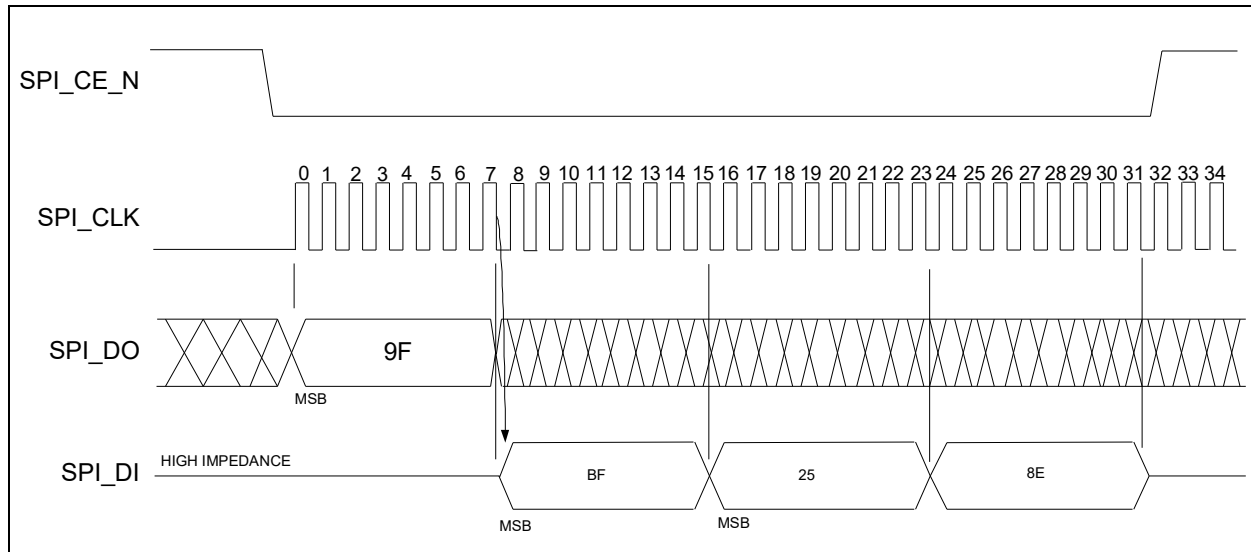 SPI_CE_N
0 1 2 3 4 5 6 7 8 9 10 11 12 13 14 15 16 17 18 19 20 21 22 23 24 25 26 27 28 29 30 31 32 33 34
SPI_CLK
SPI_DO
9F
MSB
HIGH IMPEDANCE
SPI_DI
BF
25
8E
MSB
MSB